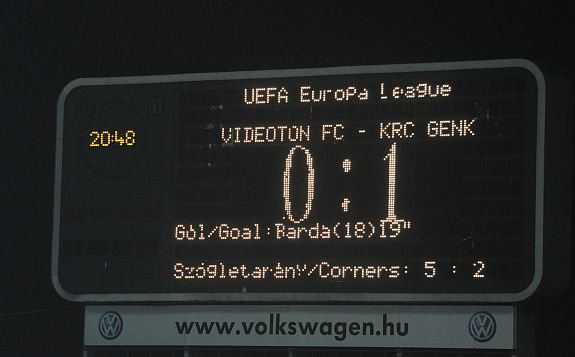 UEFA Europa League
20:48
VIDEOTON FC - KRC GENK
0:1
Gól/Goal:Barda(18)19"
Szögletarány/Corners: 5 : 2
www.volkswagen.hu